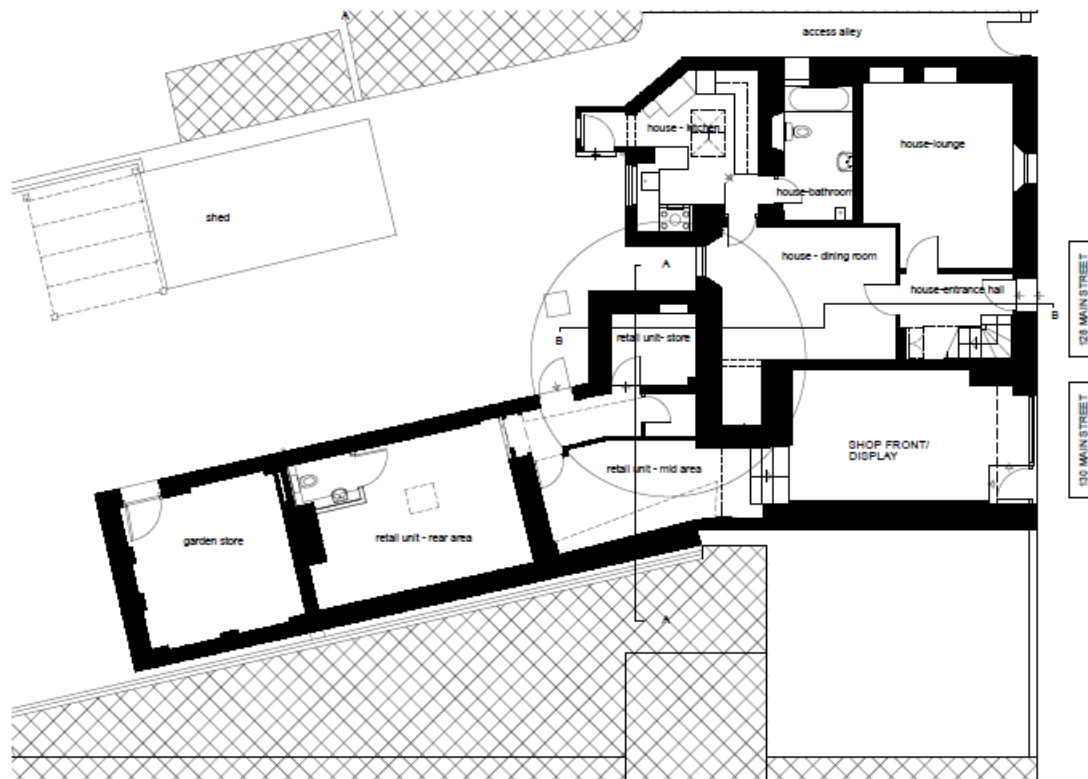 A
access alley
house - kitchen
house-lounge
house-bathroom
shed
house - dining room
A
house-entrance hall
128 MAIN STREET
B
B
retail unit- store
130 MAIN STREET
SHOP FRONT/
DISPLAY
retail unit - mid area
garden store
retail unit - rear area
A